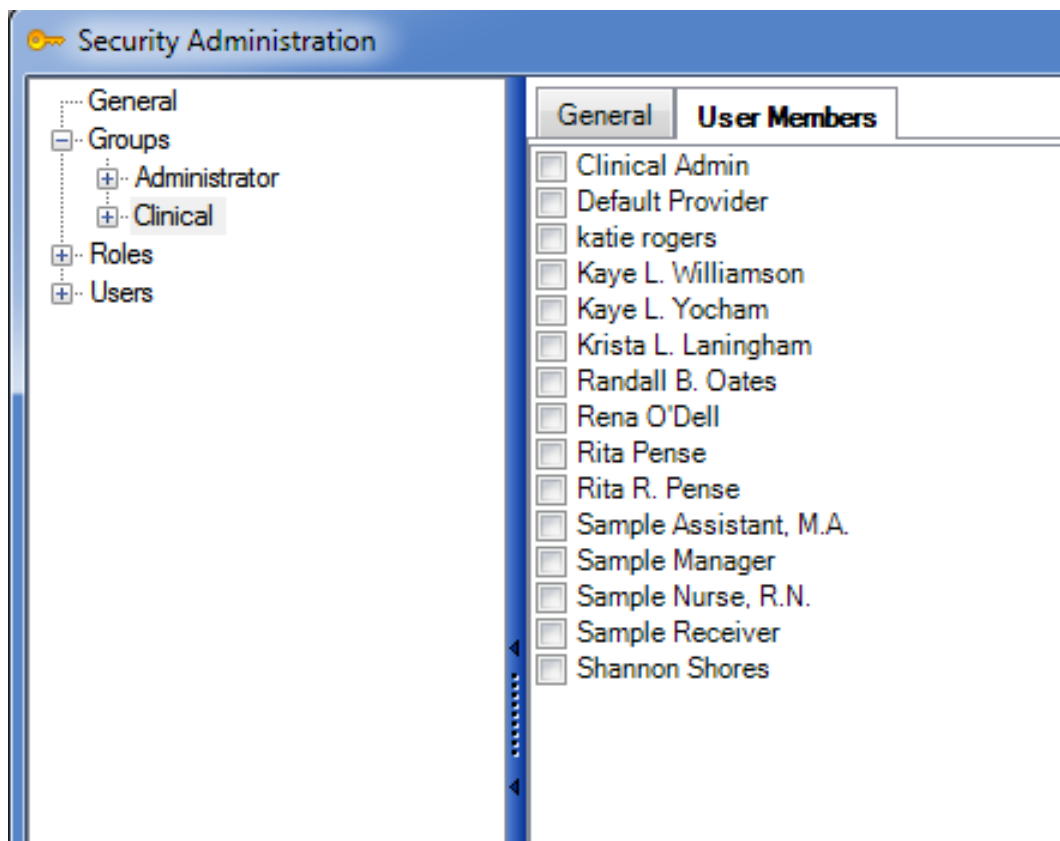 Security Administration
General
Groups
Administrator
Clinical
Roles
Users
General
User Members
Clinical Admin
Default Provider
katie rogers
Kaye L. Williamson
Kaye L. Yocham
Krista L. Laningham
Randall B. Oates
Rena O'Dell
Rita Pense
Rita R. Pense
Sample Assistant, M.A.
Sample Manager
Sample Nurse, R.N.
Sample Receiver
Shannon Shores